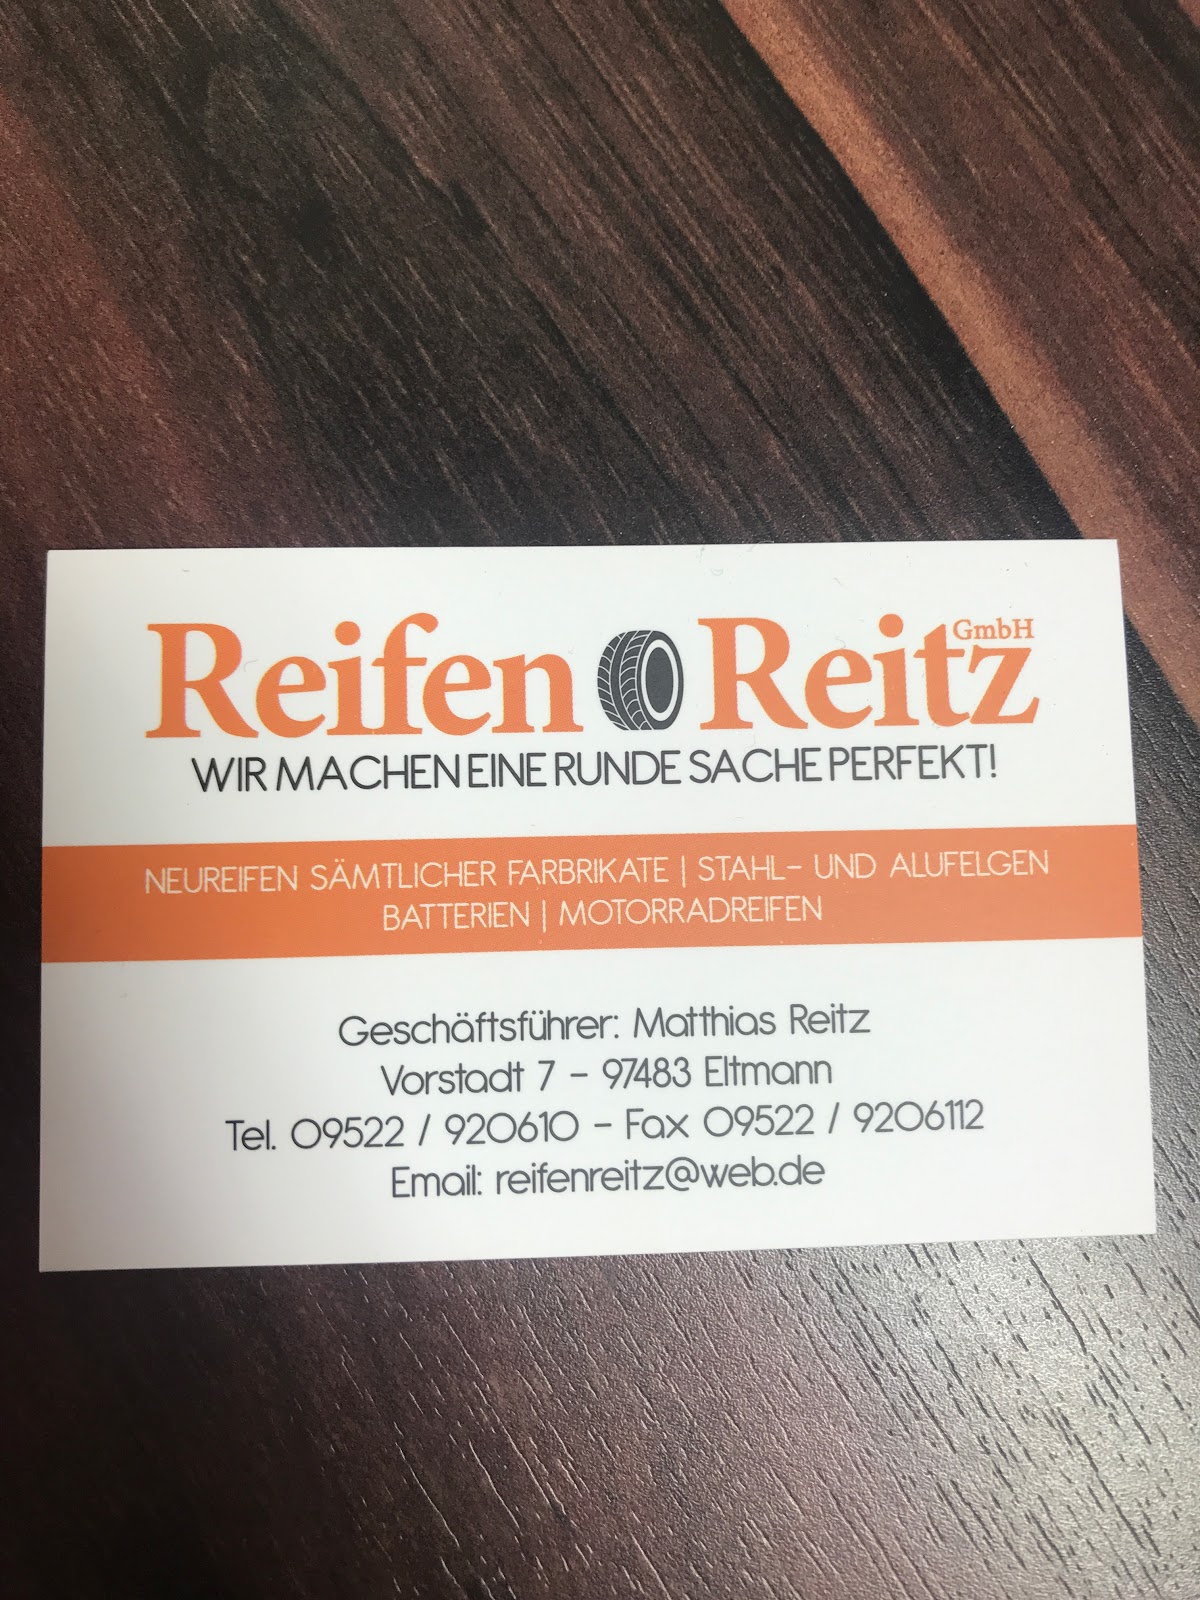 Reifen Reitz GmbH
WIR MACHEN EINE RUNDE SACHE PERFEKT!
NEUREIFEN SÄMTLICHER FARBRIKATE | STAHL- UND ALUFELGEN
BATTERIEN | MOTORRADREIFEN
Geschäftsführer: Matthias Reitz
Vorstadt 7 - 97483 Eltmann
Tel. 09522 / 920610 - Fax 09522 / 9206112
Email: reifenreitz@web.de